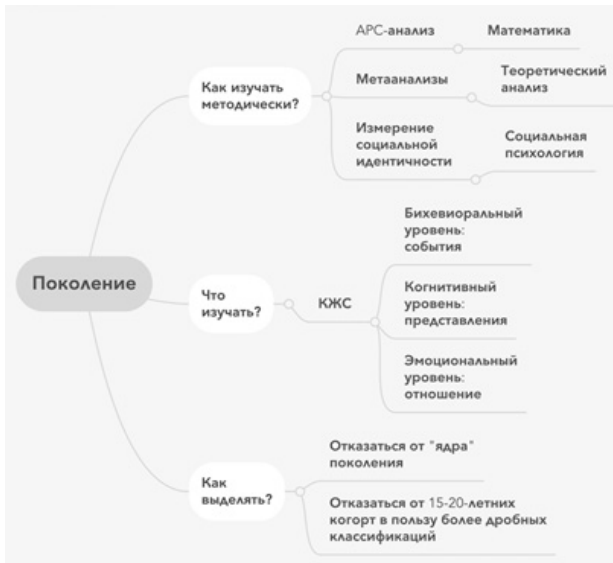 APC-анализ
Математика
Как изучать
методически?
Метаанализы
Теоретический
анализ
Измерение
социальной
идентичности
Социальная
психология
Поколение
Что
изучать?
КЖС
Бихевиоральный
уровень:
события
Когнитивный
уровень:
представления
Эмоциональный
уровень:
отношение
Как
выделять?
Отказаться от "ядра"
поколения
Отказаться от 15-20-летних
когорт в пользу более дробных
классификаций